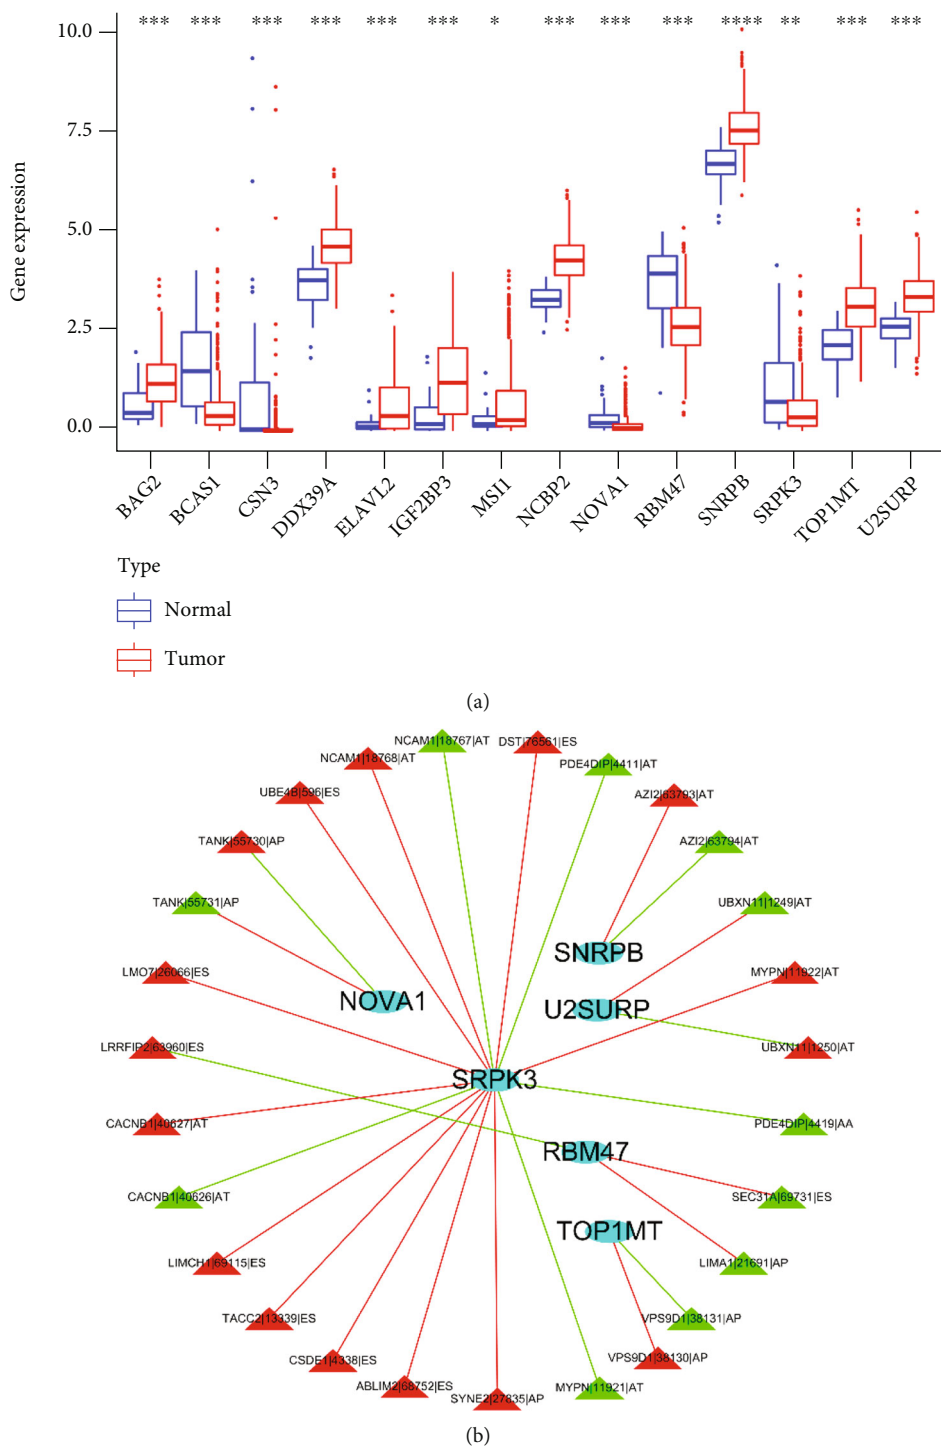 *** *** *** *** *** *** * *** *** *** **** ** *** ***
10.0
7.5
5.0
2.5
0.0
Gene expression
BAG2 BCAS1 CSN3 DDX39A ELAVL2 IGF2BP3 MSI1 NCBP2 NOVA1 RBM47 SNRPB SRPK3 TOP1MT U2SURP
Type
Normal
Tumor
(a)
NCAM1|18767|AT DST|76561|ES
NCAM1|18768|AT PDE4DIP|4411|AT
UBE4B|596|ES AZI2|63793|AT
TANK|55730|AP AZI2|63794|AT
TANK|55731|AP UBXN11|1249|AT
SNRPB
LMO7|26066|ES MYPN|11922|AT
NOVA1 U2SURP
LRRFIP2|63960|ES UBXN11|1250|AT
SRPK3
CACNB1|40627|AT PDE4DIP|4419|AA
RBM47
CACNB1|40626|AT SEC31A|69731|ES
TOP1MT
LIMCH1|69115|ES LIMA1|21691|AP
TACC2|13339|ES VPS9D1|38131|AP
CSDE1|4338|ES VPS9D1|38130|AP
ABLIM2|68752|ES MYPN|11921|AT
SYNE2|27835|AP
(b)